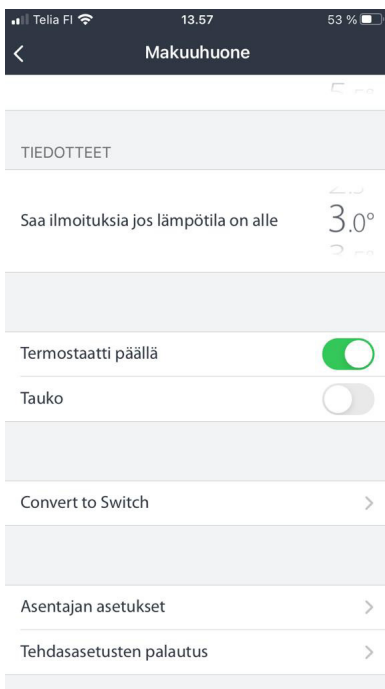 Telia FI 13.57 53 %
Makuuhuone
TIEDOTTEET
Saa ilmoituksia jos lämpötila on alle 3.0°
Termostaatti päällä
Tauko
Convert to Switch
Asentajan asetukset
Tehdasasetusten palautus